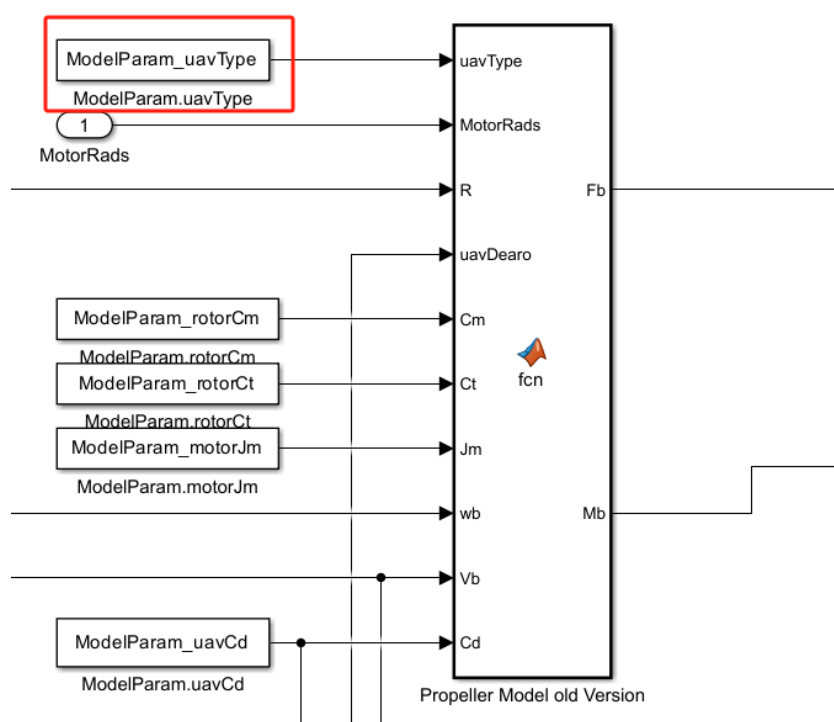 ModelParam_uavType
ModelParam.uavType
1
MotorRads
ModelParam_rotorCm
ModelParam.rotorCm
ModelParam_rotorCt
ModelParam.rotorCt
ModelParam_motorJm
ModelParam.motorJm
ModelParam_uavCd
ModelParam.uavCd
uavType
MotorRads
R
uavDearo
Cm
Ct
Jm
wb
Vb
Cd
fcn
Fb
Mb
Propeller Model old Version